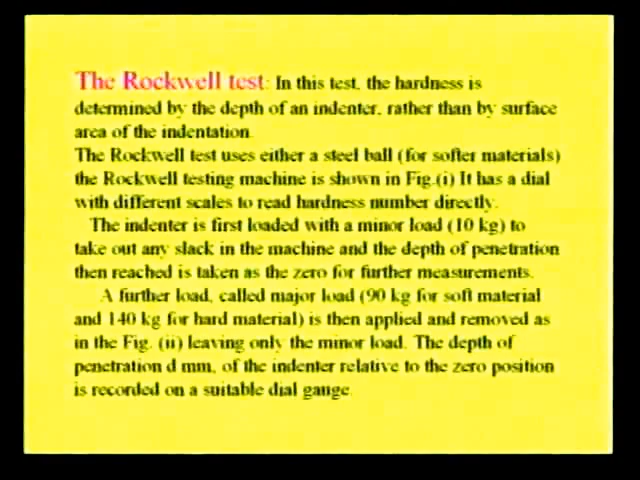 The Rockwell test: In this test, the hardness is
determined by the depth of an indenter, rather than by surface
area of the indentation.
The Rockwell test uses either a steel ball (for softer materials)
the Rockwell testing machine is shown in Fig.(i) It has a dial
with different scales to read hardness number directly.
The indenter is first loaded with a minor load (10 kg) to
take out any slack in the machine and the depth of penetration
then reached is taken as the zero for further measurements.
A further load, called major load (90 kg for soft material
and 140 kg for hard material) is then applied and removed as
in the Fig. (ii) leaving only the minor load. The depth of
penetration d mm, of the indenter relative to the zero position
is recorded on a suitable dial gauge.